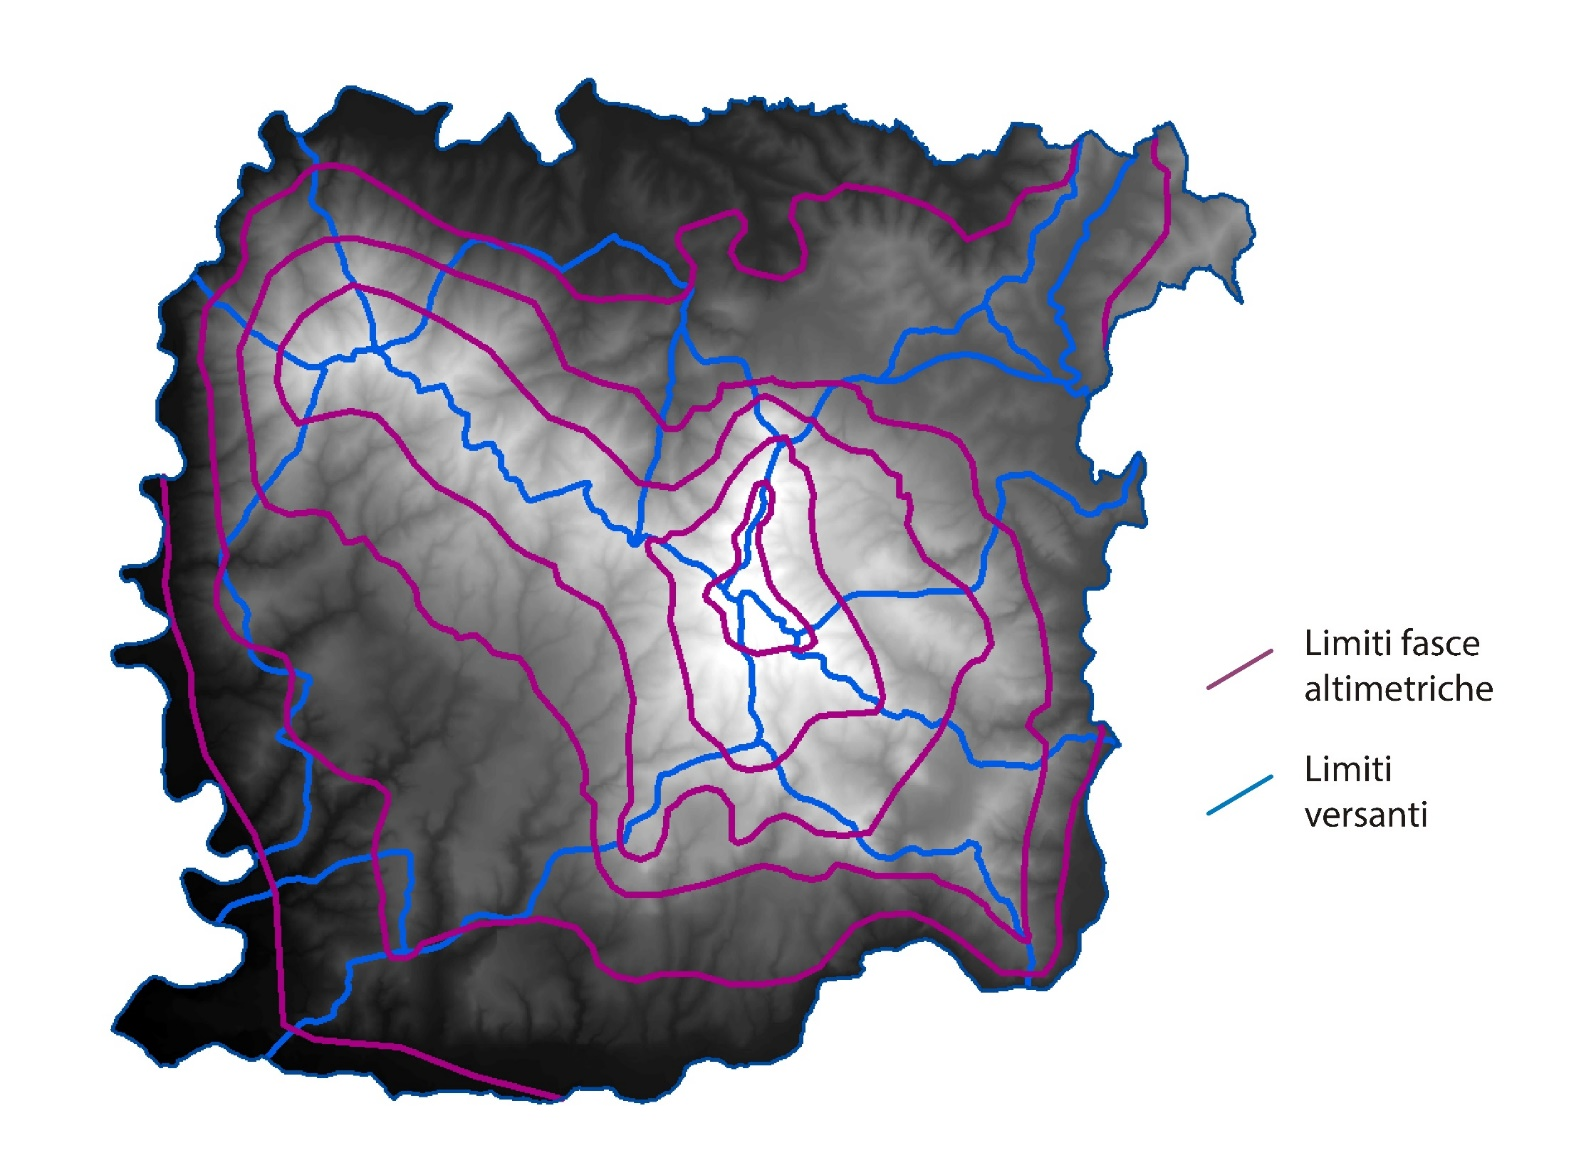 Limiti fasce
altimetriche
Limiti
versanti